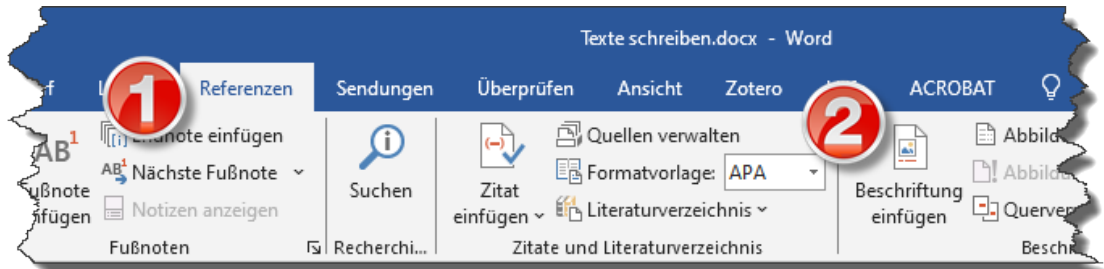 Texte schreiben.docx - Word
1
Referenzen Sendungen Überprüfen Ansicht Zotero ACROBAT
2
AB1
Endnote einfügen
Nächste Fußnote
Notizen anzeigen
Fußnoten
Suchen
Recherchi...
Zitat
einfügen
Quellen verwalten
Formatvorlage: APA
Literaturverzeichnis
Zitate und Literaturverzeichnis
Beschriftung
einfügen